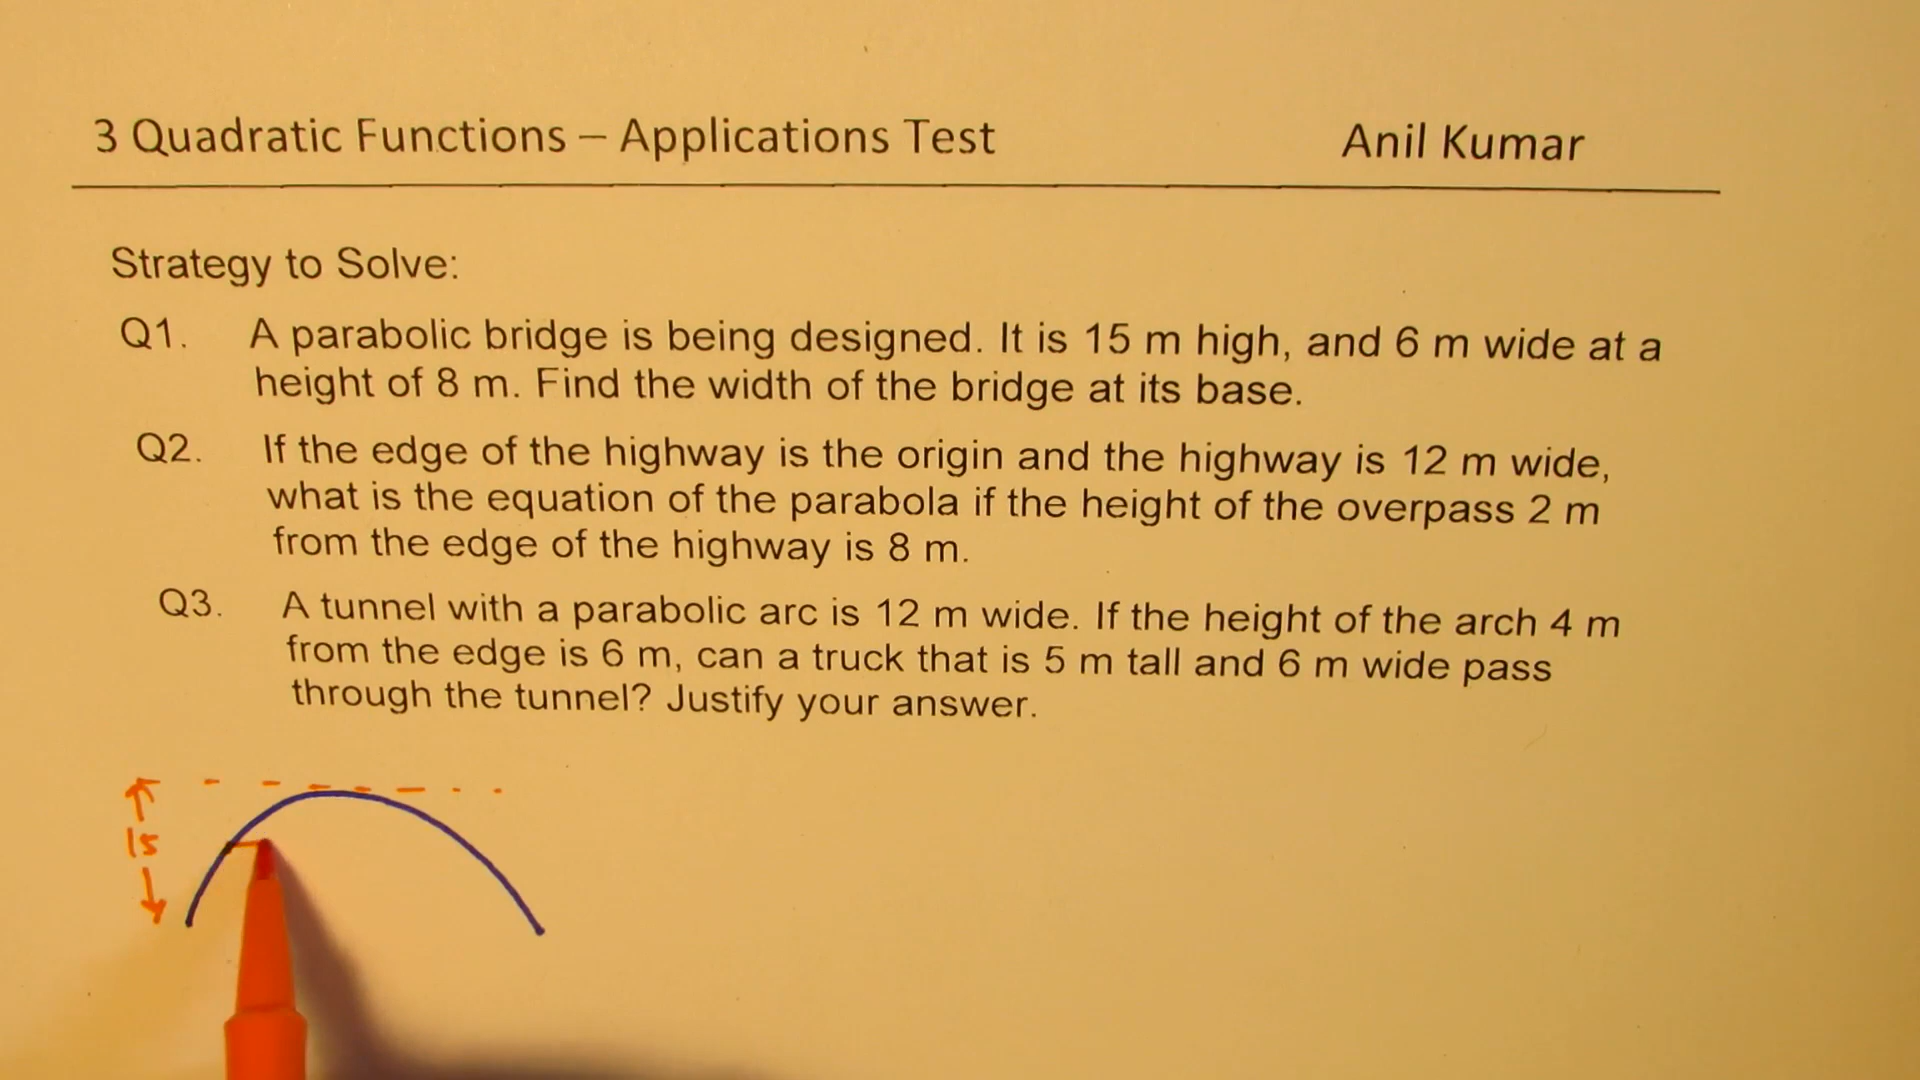 3 Quadratic Functions – Applications Test Anil Kumar
Strategy to Solve:
Q1. A parabolic bridge is being designed. It is 15 m high, and 6 m wide at a
height of 8 m. Find the width of the bridge at its base.
Q2. If the edge of the highway is the origin and the highway is 12 m wide,
what is the equation of the parabola if the height of the overpass 2 m
from the edge of the highway is 8 m.
Q3. A tunnel with a parabolic arc is 12 m wide. If the height of the arch 4 m
from the edge is 6 m, can a truck that is 5 m tall and 6 m wide pass
through the tunnel? Justify your answer.
15